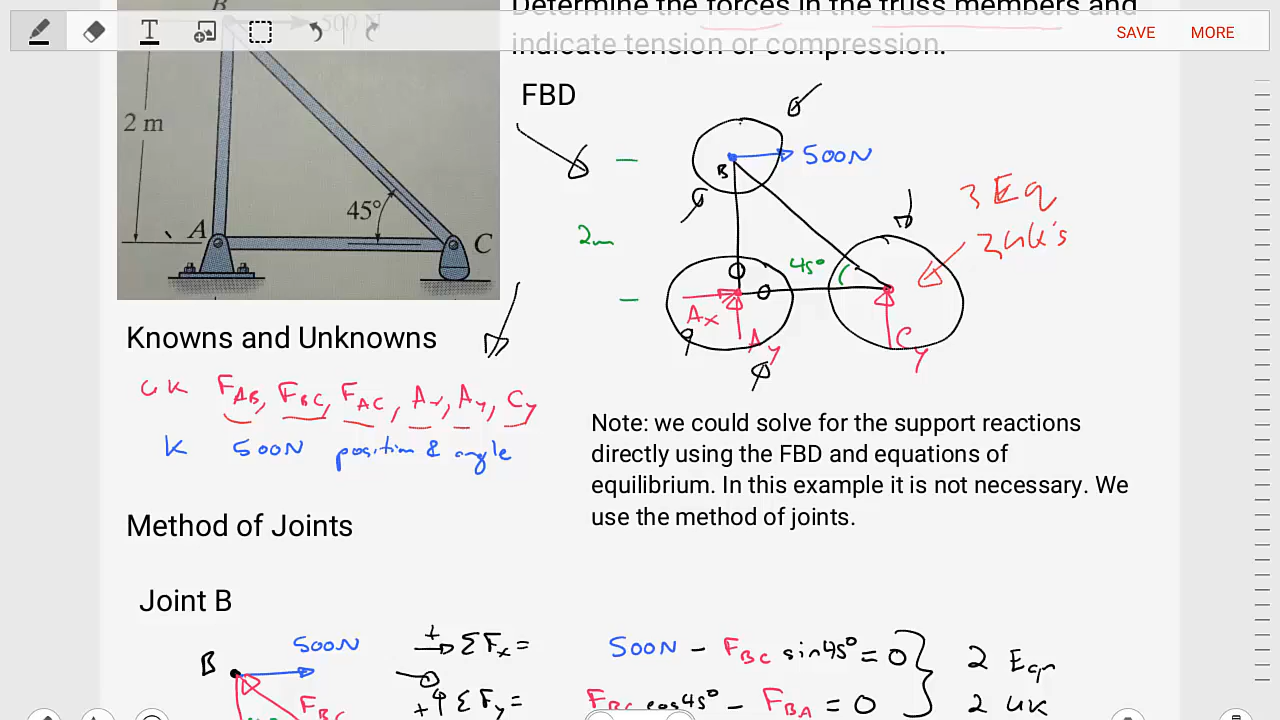 B
500 N
SAVE
MORE
Determine the forces in the truss members and
indicate tension or compression.
2 m
45°
A
C
FBD
B
500N
2m
45°
Ax
Ay
Cy
3 Eq
3 uk's
Knowns and Unknowns
uk FAB, FBC, FAC, Ax, Ay, Cy
K 500N position & angle
Note: we could solve for the support reactions
directly using the FBD and equations of
equilibrium. In this example it is not necessary. We
use the method of joints.
Method of Joints
Joint B
B
500N
FBC
+ ΣFx = 500N - FBC sin45° = 0
+ ΣFy = FBC cos45° - FBA = 0
2 Eqn
2 uk